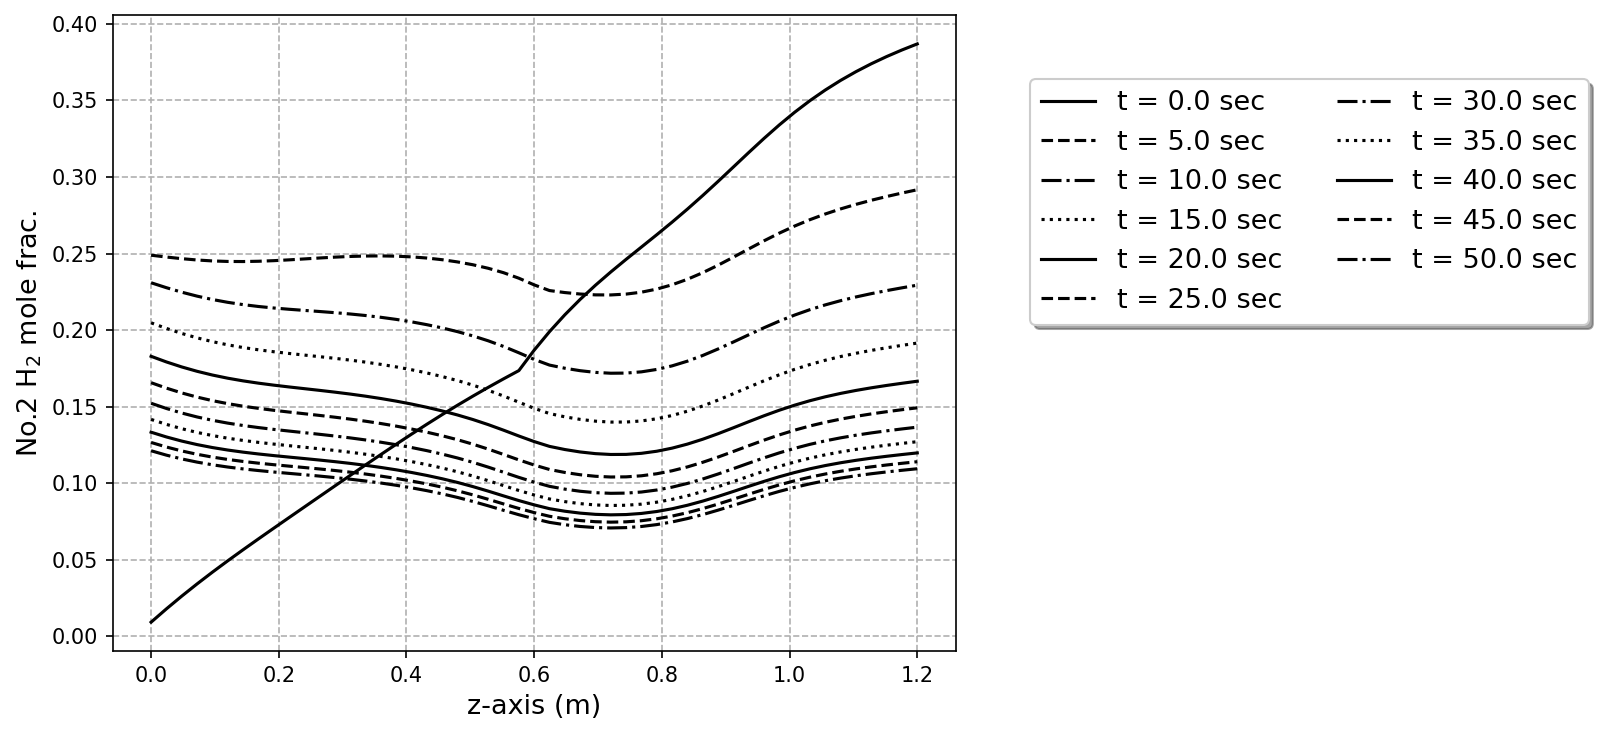 0.40
0.35
0.30
0.25
0.20
0.15
0.10
0.05
0.00
No.2 H₂ mole frac.
0.0 0.2 0.4 0.6 0.8 1.0 1.2
z-axis (m)
t = 0.0 sec
t = 5.0 sec
t = 10.0 sec
t = 15.0 sec
t = 20.0 sec
t = 25.0 sec
t = 30.0 sec
t = 35.0 sec
t = 40.0 sec
t = 45.0 sec
t = 50.0 sec